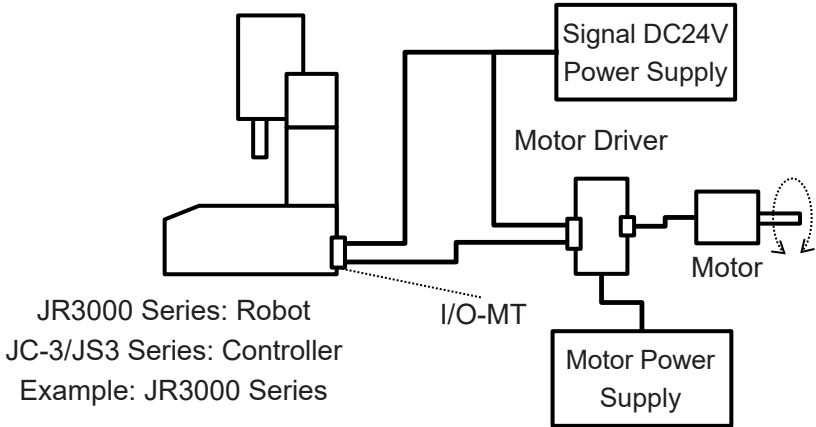 Signal DC24V
Power Supply
Motor Driver
Motor
I/O-MT
JR3000 Series: Robot
JC-3/JS3 Series: Controller
Example: JR3000 Series
Motor Power
Supply